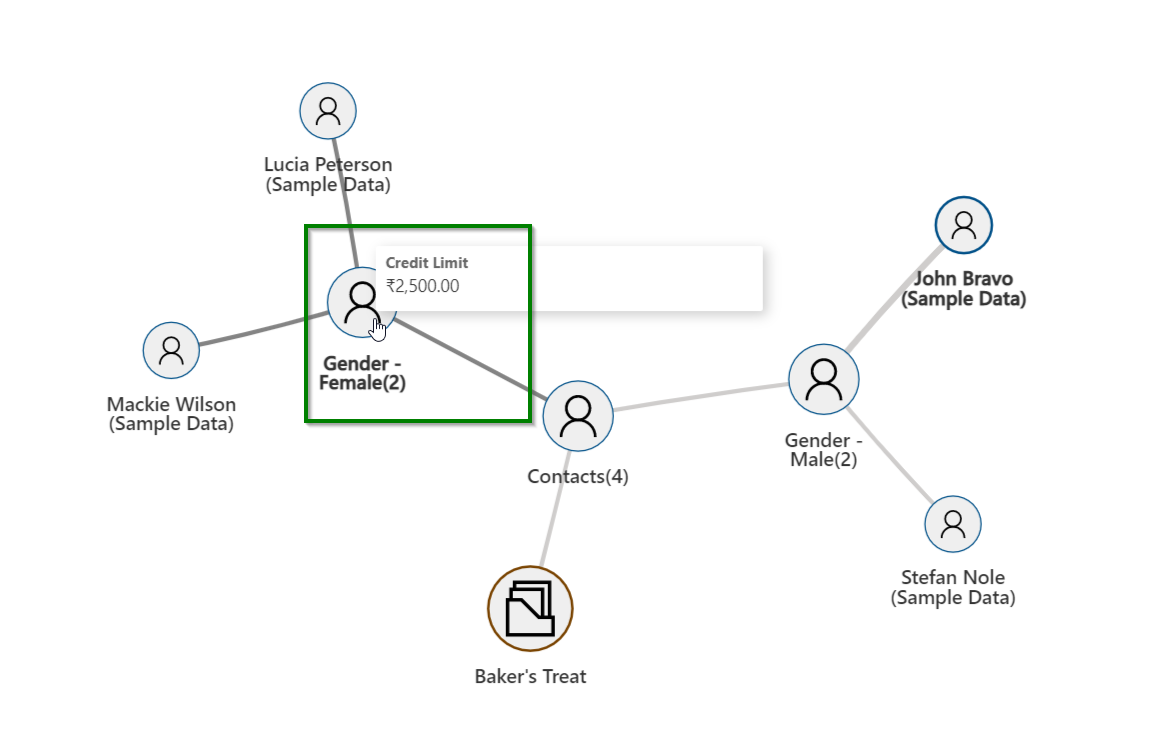 Lucia Peterson
(Sample Data)
Credit Limit
₹2,500.00
Gender -
Female(2)
Mackie Wilson
(Sample Data)
Contacts(4)
John Bravo
(Sample Data)
Gender -
Male(2)
Stefan Nole
(Sample Data)
Baker's Treat